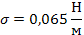 σ = 0,065 Н/м